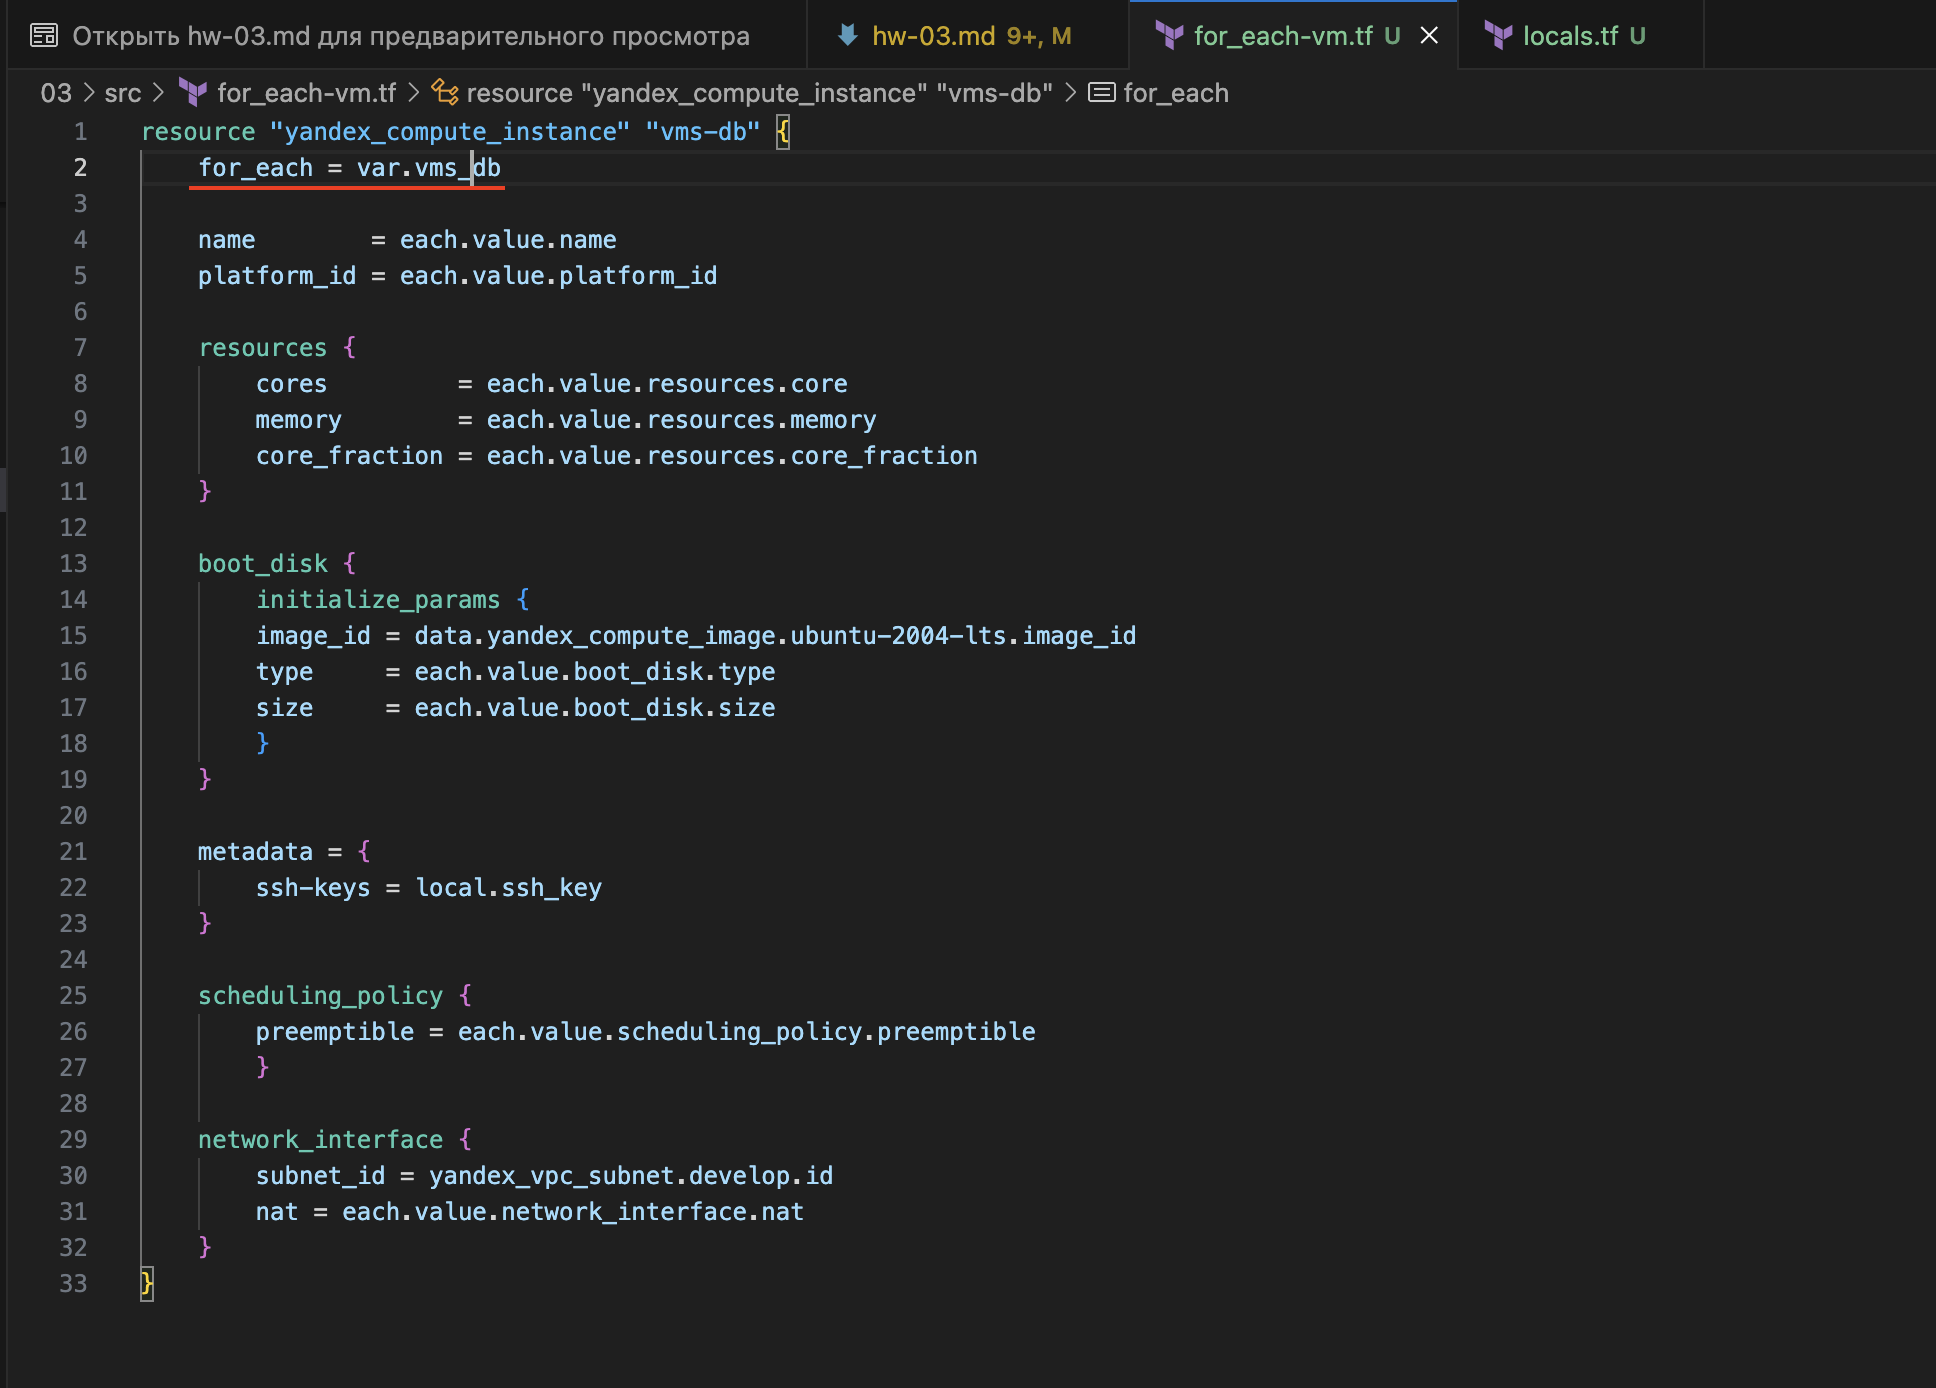 Открыть hw-03.md для предварительного просмотра
hw-03.md 9+, M
for_each-vm.tf U
locals.tf U
03 > src > for_each-vm.tf > resource "yandex_compute_instance" "vms-db" > for_each
1 resource "yandex_compute_instance" "vms-db" {
2     for_each = var.vms_db
3
4     name        = each.value.name
5     platform_id = each.value.platform_id
6
7     resources {
8         cores         = each.value.resources.core
9         memory        = each.value.resources.memory
10         core_fraction = each.value.resources.core_fraction
11     }
12
13     boot_disk {
14         initialize_params {
15         image_id = data.yandex_compute_image.ubuntu-2004-lts.image_id
16         type     = each.value.boot_disk.type
17         size     = each.value.boot_disk.size
18         }
19     }
20
21     metadata = {
22         ssh-keys = local.ssh_key
23     }
24
25     scheduling_policy {
26         preemptible = each.value.scheduling_policy.preemptible
27         }
28
29     network_interface {
30         subnet_id = yandex_vpc_subnet.develop.id
31         nat = each.value.network_interface.nat
32     }
33 }